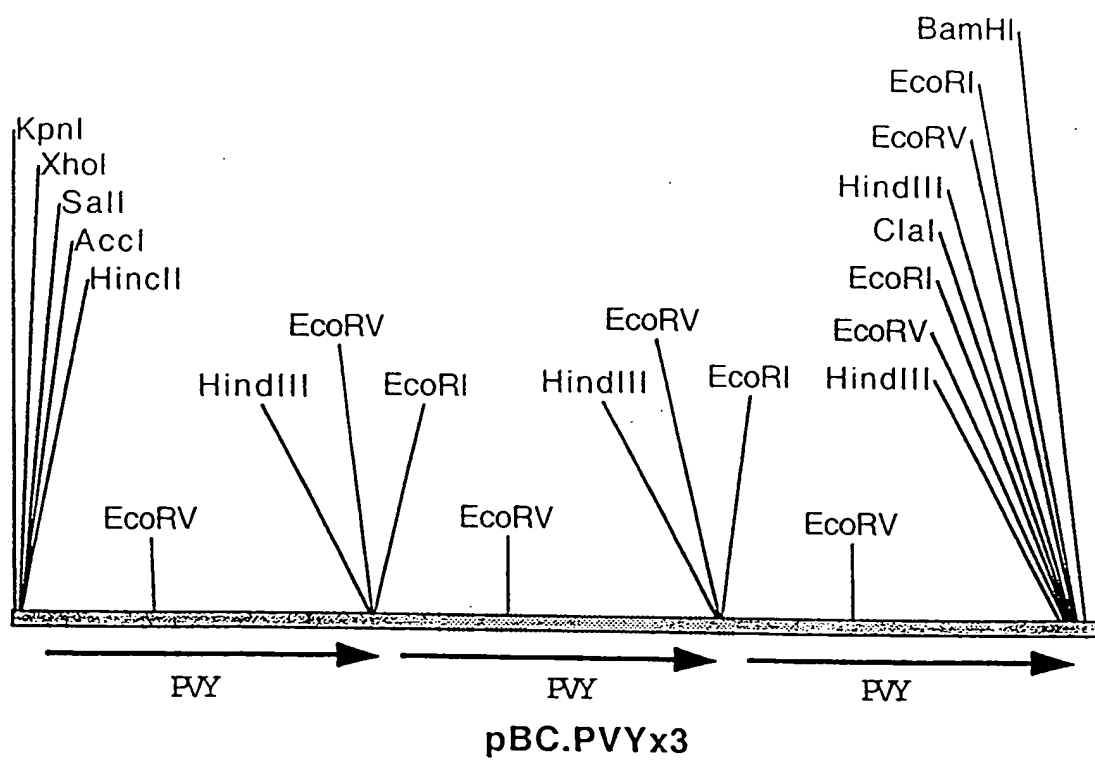 BamHI
EcoRI
KpnI
EcoRV
XhoI
HindIII
SalI
ClaI
AccI
EcoRI
HincII
EcoRV
EcoRV
EcoRV
HindIII
EcoRI
HindIII
EcoRI
HindIII
EcoRV
EcoRV
EcoRV
PVY
PVY
PVY
pBC.PVYx3